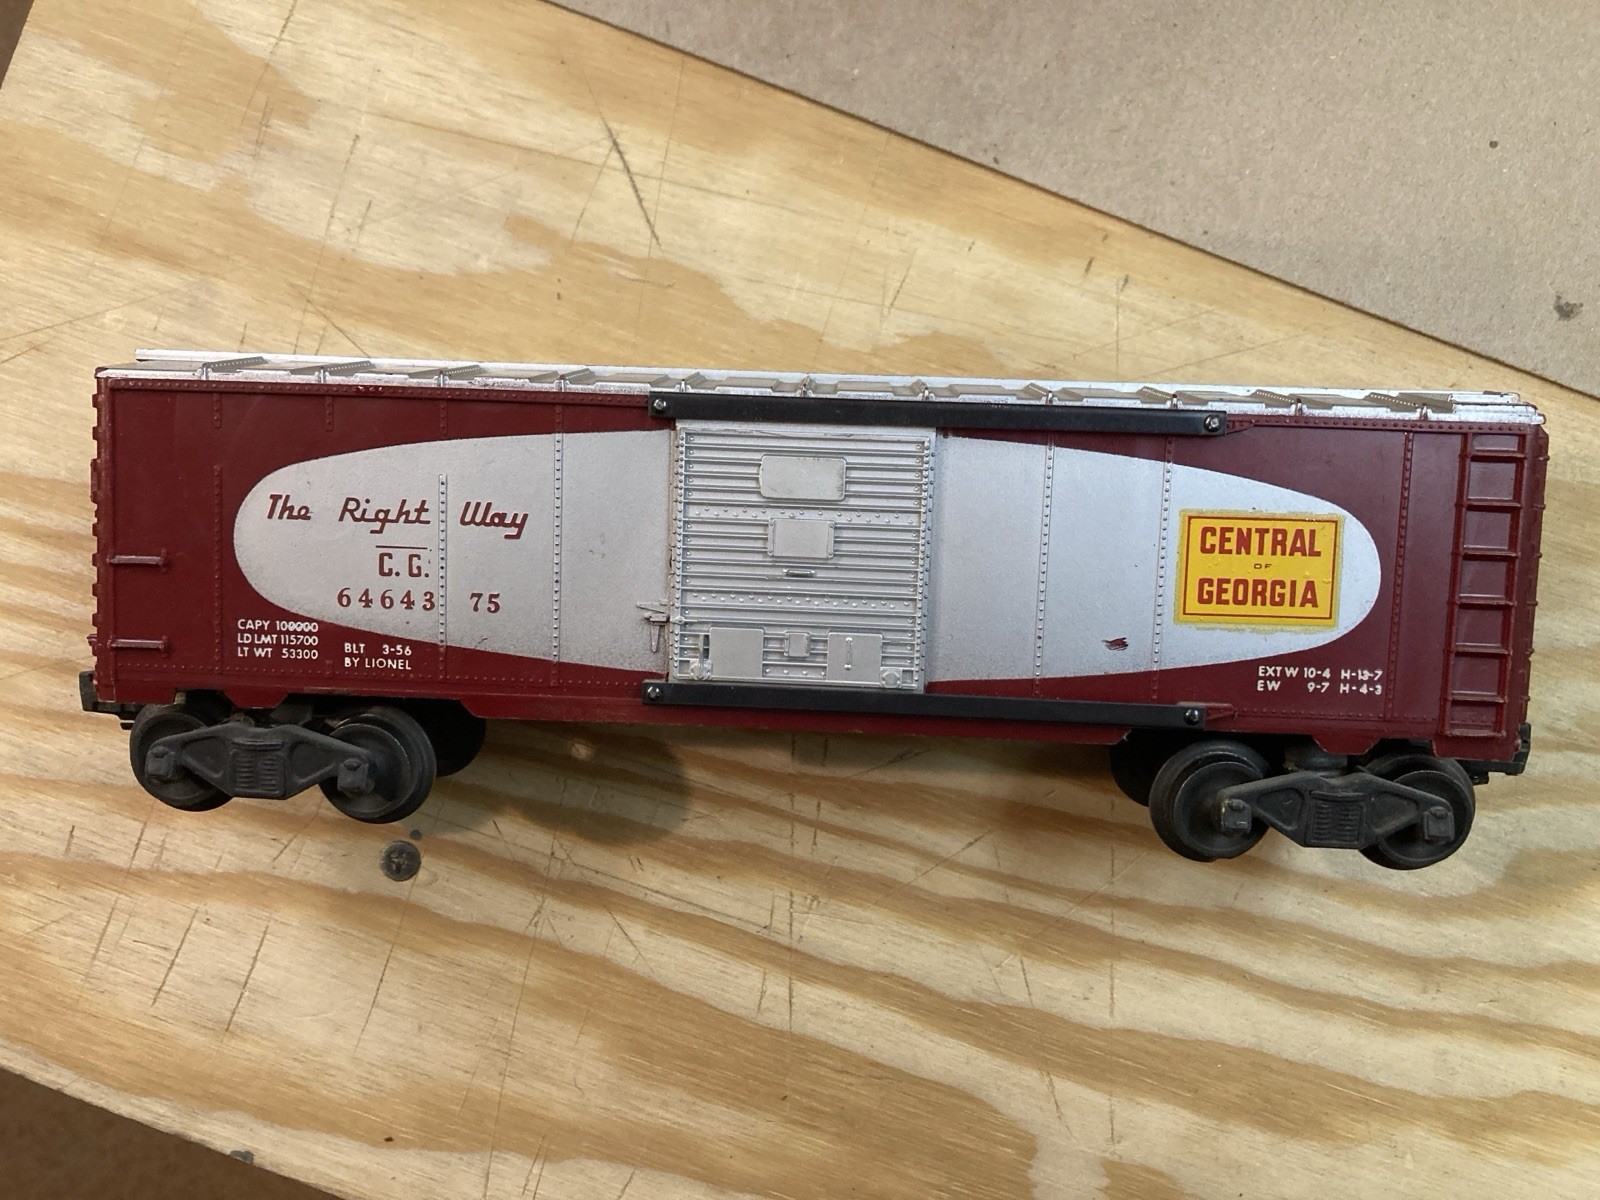 The Right Way
C. G.
64643 75
CAPY 100000
LD LMT 115700
LT WT 53300
BLT 3-56
BY LIONEL
CENTRAL
OF
GEORGIA
EXT W 10-4 H-13-7
EW 9-7 H-4-3